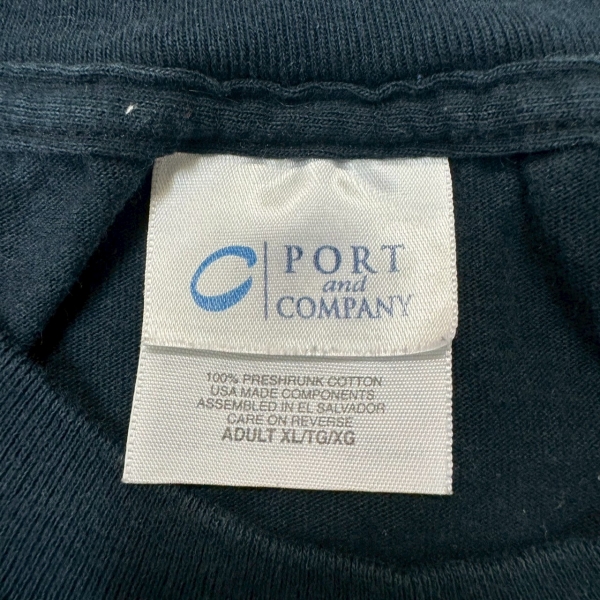 PORT
and
COMPANY
100% PRESHRUNK COTTON
USA MADE COMPONENTS
ASSEMBLED IN EL SALVADOR
CARE ON REVERSE
ADULT XL/TG/XG